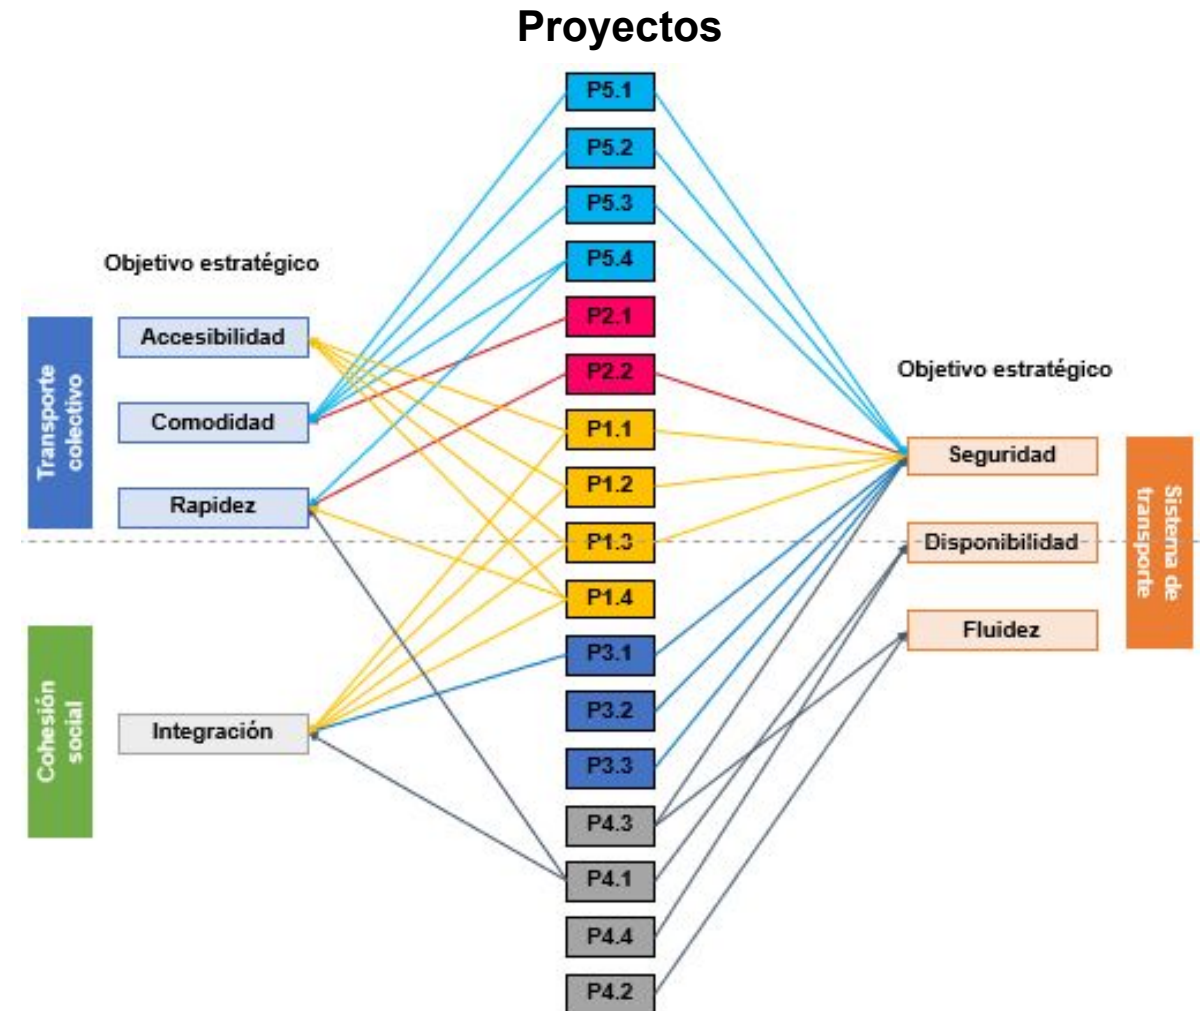 Proyectos
P5.1
P5.2
P5.3
P5.4
P2.1
P2.2
P1.1
P1.2
P1.3
P1.4
P3.1
P3.2
P3.3
P4.3
P4.1
P4.4
P4.2
Objetivo estratégico
Transporte
colectivo
Accesibilidad
Comodidad
Rapidez
Cohesión
social
Integración
Objetivo estratégico
Seguridad
Disponibilidad
Fluidez
Sistema de
transporte